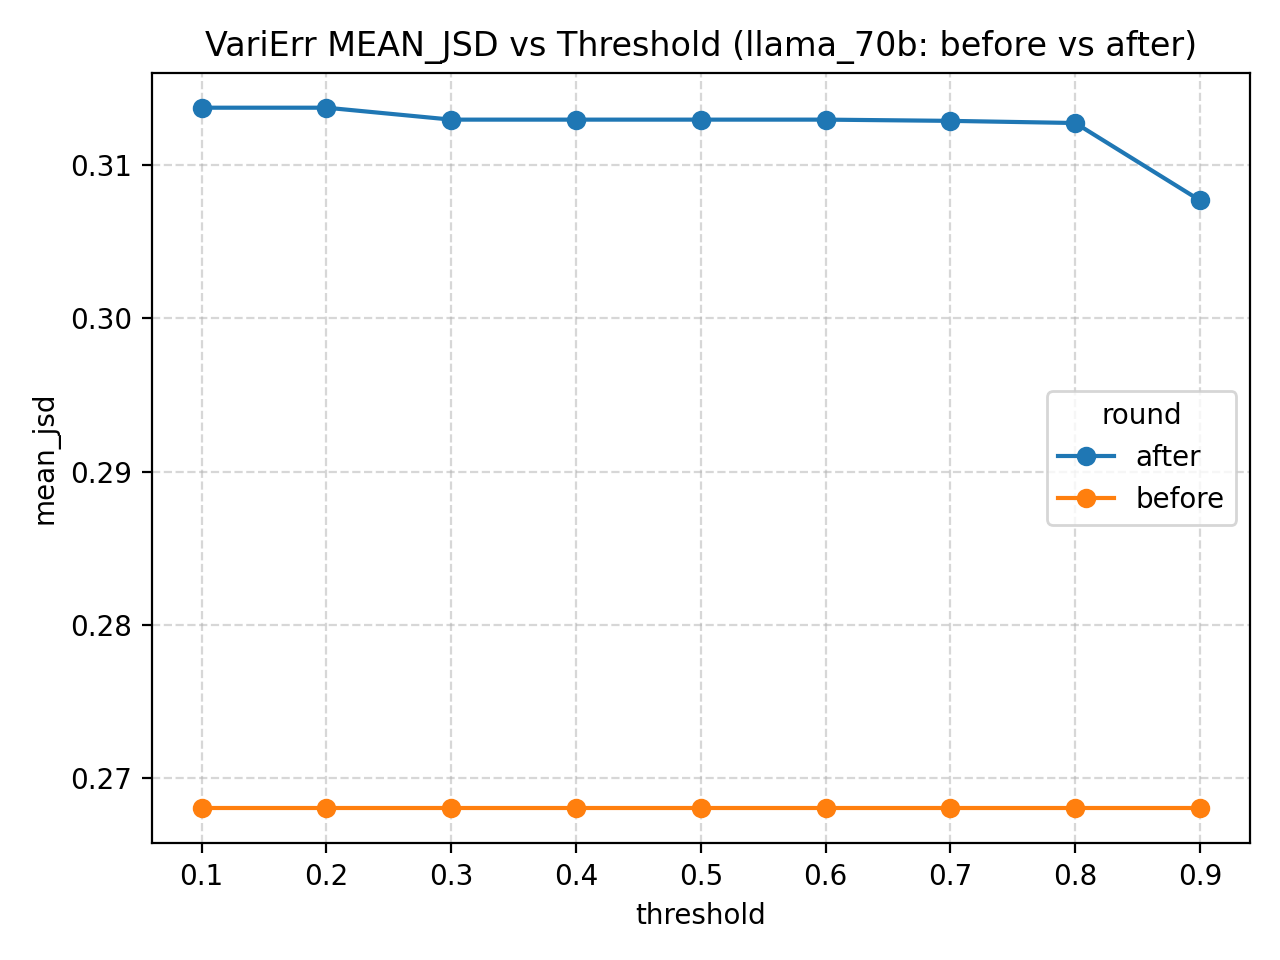 VariErr MEAN_JSD vs Threshold (llama_70b: before vs after)
mean_jsd
0.31
0.30
0.29
0.28
0.27
round
after
before
0.1 0.2 0.3 0.4 0.5 0.6 0.7 0.8 0.9
threshold